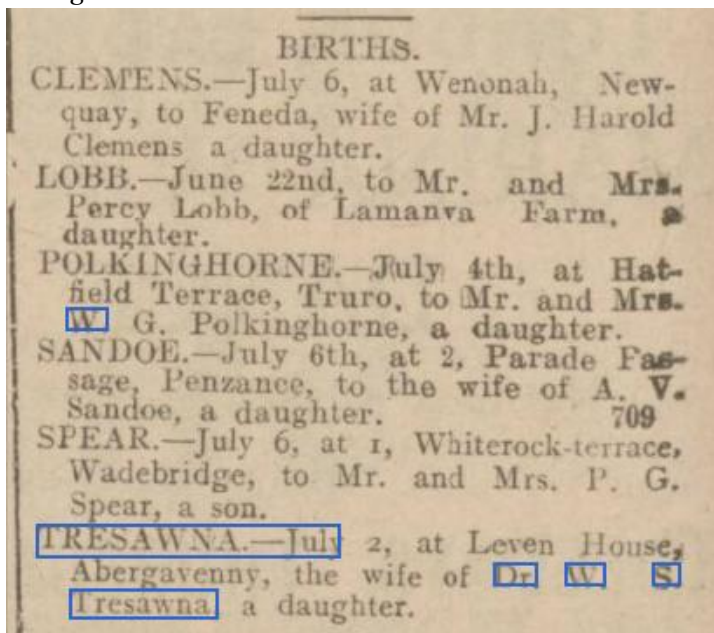 BIRTHS.
CLEMENS.—July 6, at Wenonah, New-
quay, to Feneda, wife of Mr. J. Harold
Clemens a daughter.
LOBB.—June 22nd, to Mr. and Mrs.
Percy Lobb, of Lamanva Farm, a
daughter.
POLKINGHORNE.—July 4th, at Hat-
field Terrace, Truro, to Mr. and Mrs.
W. G. Polkinghorne, a daughter.
SANDOE.—July 6th, at 2, Parade Pas-
sage, Penzance, to the wife of A. V.
Sandoe, a daughter. 709
SPEAR.—July 6, at 1, Whiterock-terrace,
Wadebridge, to Mr. and Mrs. P. G.
Spear, a son.
TRESAWNA.—July 2, at Leven House,
Abergavenny, the wife of Dr. W. S.
Tresawna, a daughter.